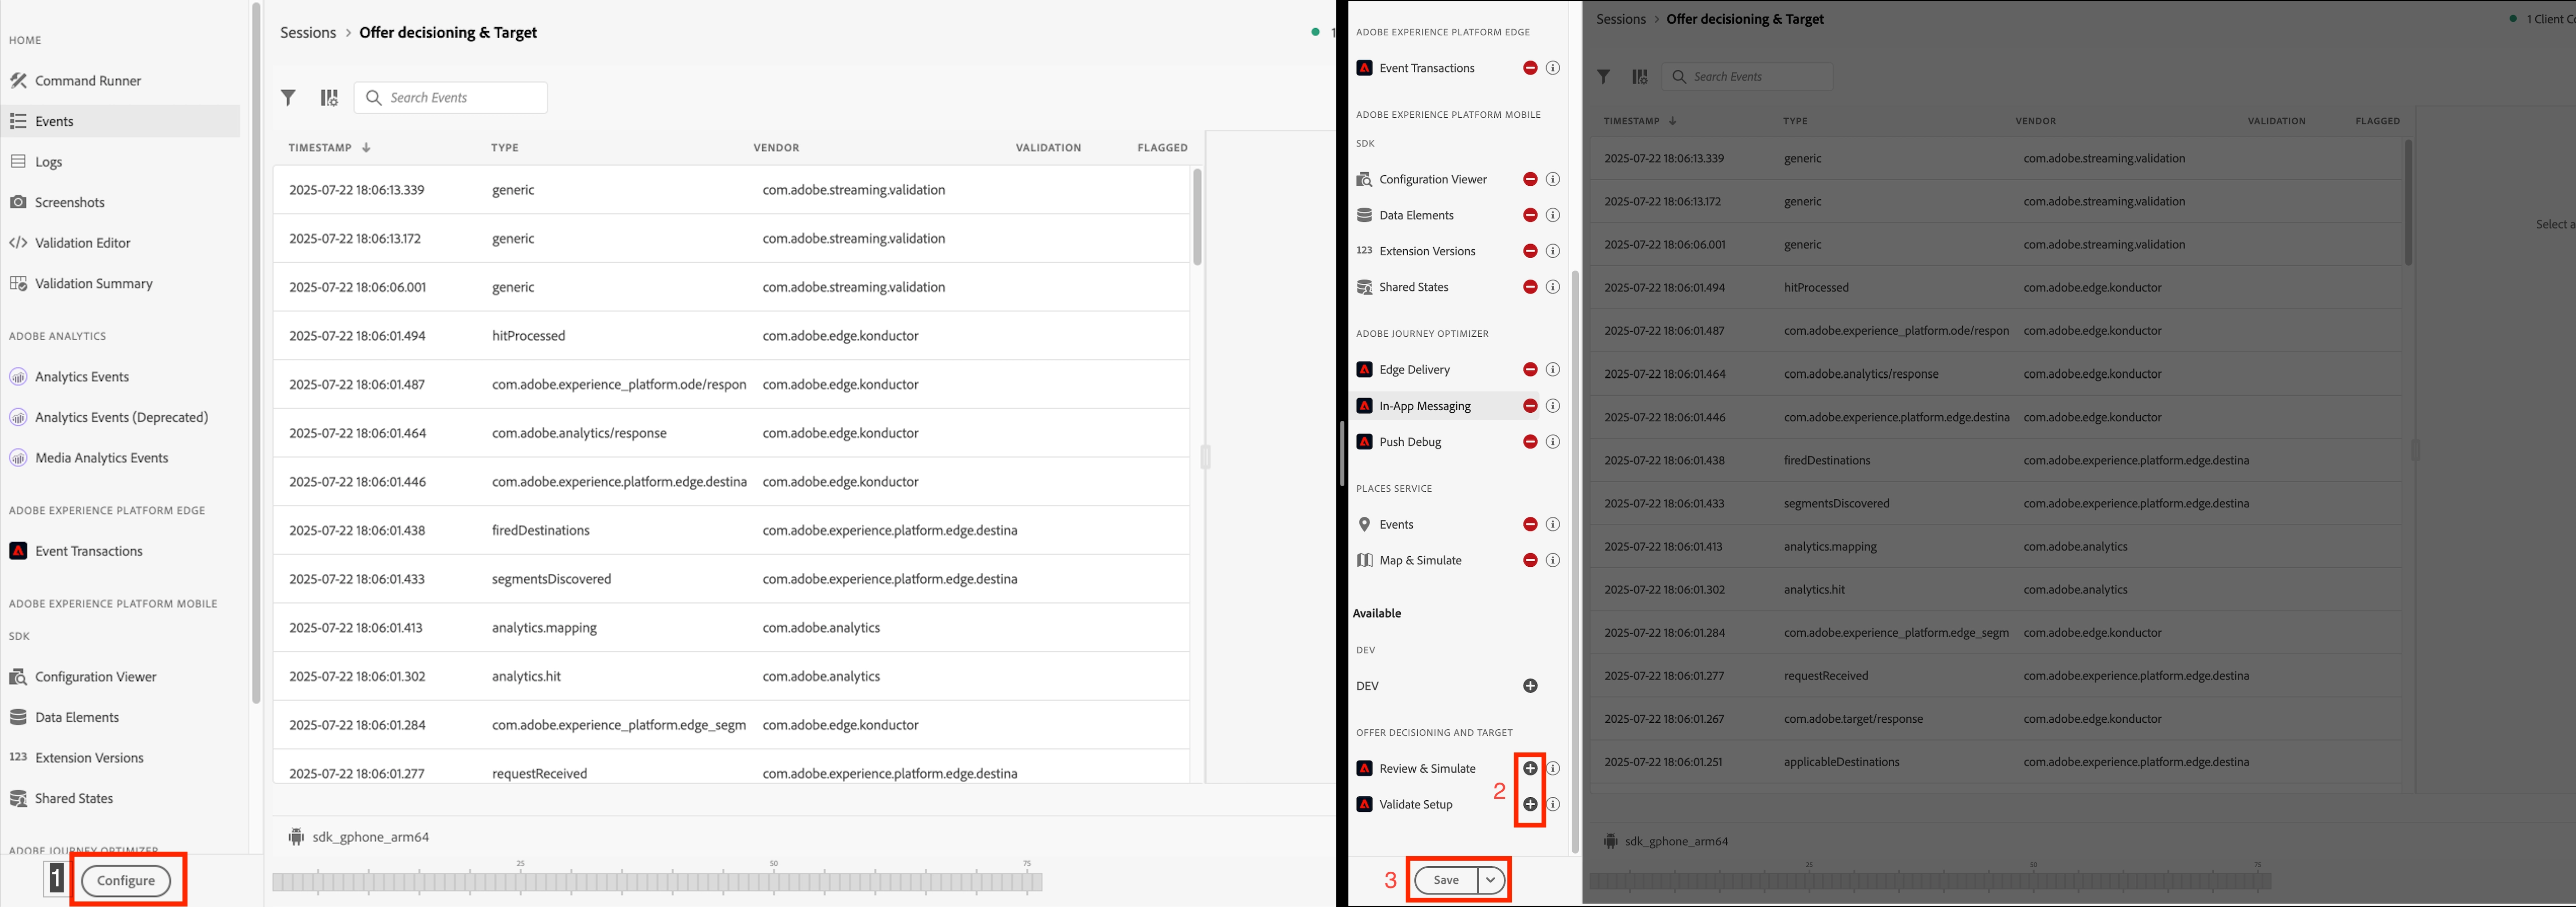 HOME
Command Runner
Events
Logs
Screenshots
Validation Editor
Validation Summary
ADOBE ANALYTICS
Analytics Events
Analytics Events (Deprecated)
Media Analytics Events
ADOBE EXPERIENCE PLATFORM EDGE
Event Transactions
ADOBE EXPERIENCE PLATFORM MOBILE
SDK
Configuration Viewer
Data Elements
123 Extension Versions
Shared States
ADOBE JOURNEY OPTIMIZER
1 Configure
Sessions > Offer decisioning & Target
1
Search Events
TIMESTAMP TYPE VENDOR VALIDATION FLAGGED
2025-07-22 18:06:13.339 generic com.adobe.streaming.validation
2025-07-22 18:06:13.172 generic com.adobe.streaming.validation
2025-07-22 18:06:06.001 generic com.adobe.streaming.validation
2025-07-22 18:06:01.494 hitProcessed com.adobe.edge.konductor
2025-07-22 18:06:01.487 com.adobe.experience_platform.ode/respon com.adobe.edge.konductor
2025-07-22 18:06:01.464 com.adobe.analytics/response com.adobe.edge.konductor
2025-07-22 18:06:01.446 com.adobe.experience.platform.edge.destina com.adobe.edge.konductor
2025-07-22 18:06:01.438 firedDestinations com.adobe.experience.platform.edge.destina
2025-07-22 18:06:01.433 segmentsDiscovered com.adobe.experience.platform.edge.destina
2025-07-22 18:06:01.413 analytics.mapping com.adobe.analytics
2025-07-22 18:06:01.302 analytics.hit com.adobe.analytics
2025-07-22 18:06:01.284 com.adobe.experience_platform.edge_segm com.adobe.edge.konductor
2025-07-22 18:06:01.277 requestReceived com.adobe.experience.platform.edge.destina
sdk_gphone_arm64
25 50 75
ADOBE EXPERIENCE PLATFORM EDGE
Event Transactions
ADOBE EXPERIENCE PLATFORM MOBILE
SDK
Configuration Viewer
Data Elements
123 Extension Versions
Shared States
ADOBE JOURNEY OPTIMIZER
Edge Delivery
In-App Messaging
Push Debug
PLACES SERVICE
Events
Map & Simulate
Available
DEV
DEV
OFFER DECISIONING AND TARGET
Review & Simulate
2
Validate Setup
3 Save
Sessions > Offer decisioning & Target
1 Client Co
Search Events
TIMESTAMP TYPE VENDOR VALIDATION FLAGGED
2025-07-22 18:06:13.339 generic com.adobe.streaming.validation
2025-07-22 18:06:13.172 generic com.adobe.streaming.validation
Select a
2025-07-22 18:06:06.001 generic com.adobe.streaming.validation
2025-07-22 18:06:01.494 hitProcessed com.adobe.edge.konductor
2025-07-22 18:06:01.487 com.adobe.experience_platform.ode/respon com.adobe.edge.konductor
2025-07-22 18:06:01.464 com.adobe.analytics/response com.adobe.edge.konductor
2025-07-22 18:06:01.446 com.adobe.experience.platform.edge.destina com.adobe.edge.konductor
2025-07-22 18:06:01.438 firedDestinations com.adobe.experience.platform.edge.destina
2025-07-22 18:06:01.433 segmentsDiscovered com.adobe.experience.platform.edge.destina
2025-07-22 18:06:01.413 analytics.mapping com.adobe.analytics
2025-07-22 18:06:01.302 analytics.hit com.adobe.analytics
2025-07-22 18:06:01.284 com.adobe.experience_platform.edge_segm com.adobe.edge.konductor
2025-07-22 18:06:01.277 requestReceived com.adobe.experience.platform.edge.destina
2025-07-22 18:06:01.267 com.adobe.target/response com.adobe.edge.konductor
2025-07-22 18:06:01.251 applicableDestinations com.adobe.experience.platform.edge.destina
sdk_gphone_arm64
25 50 75